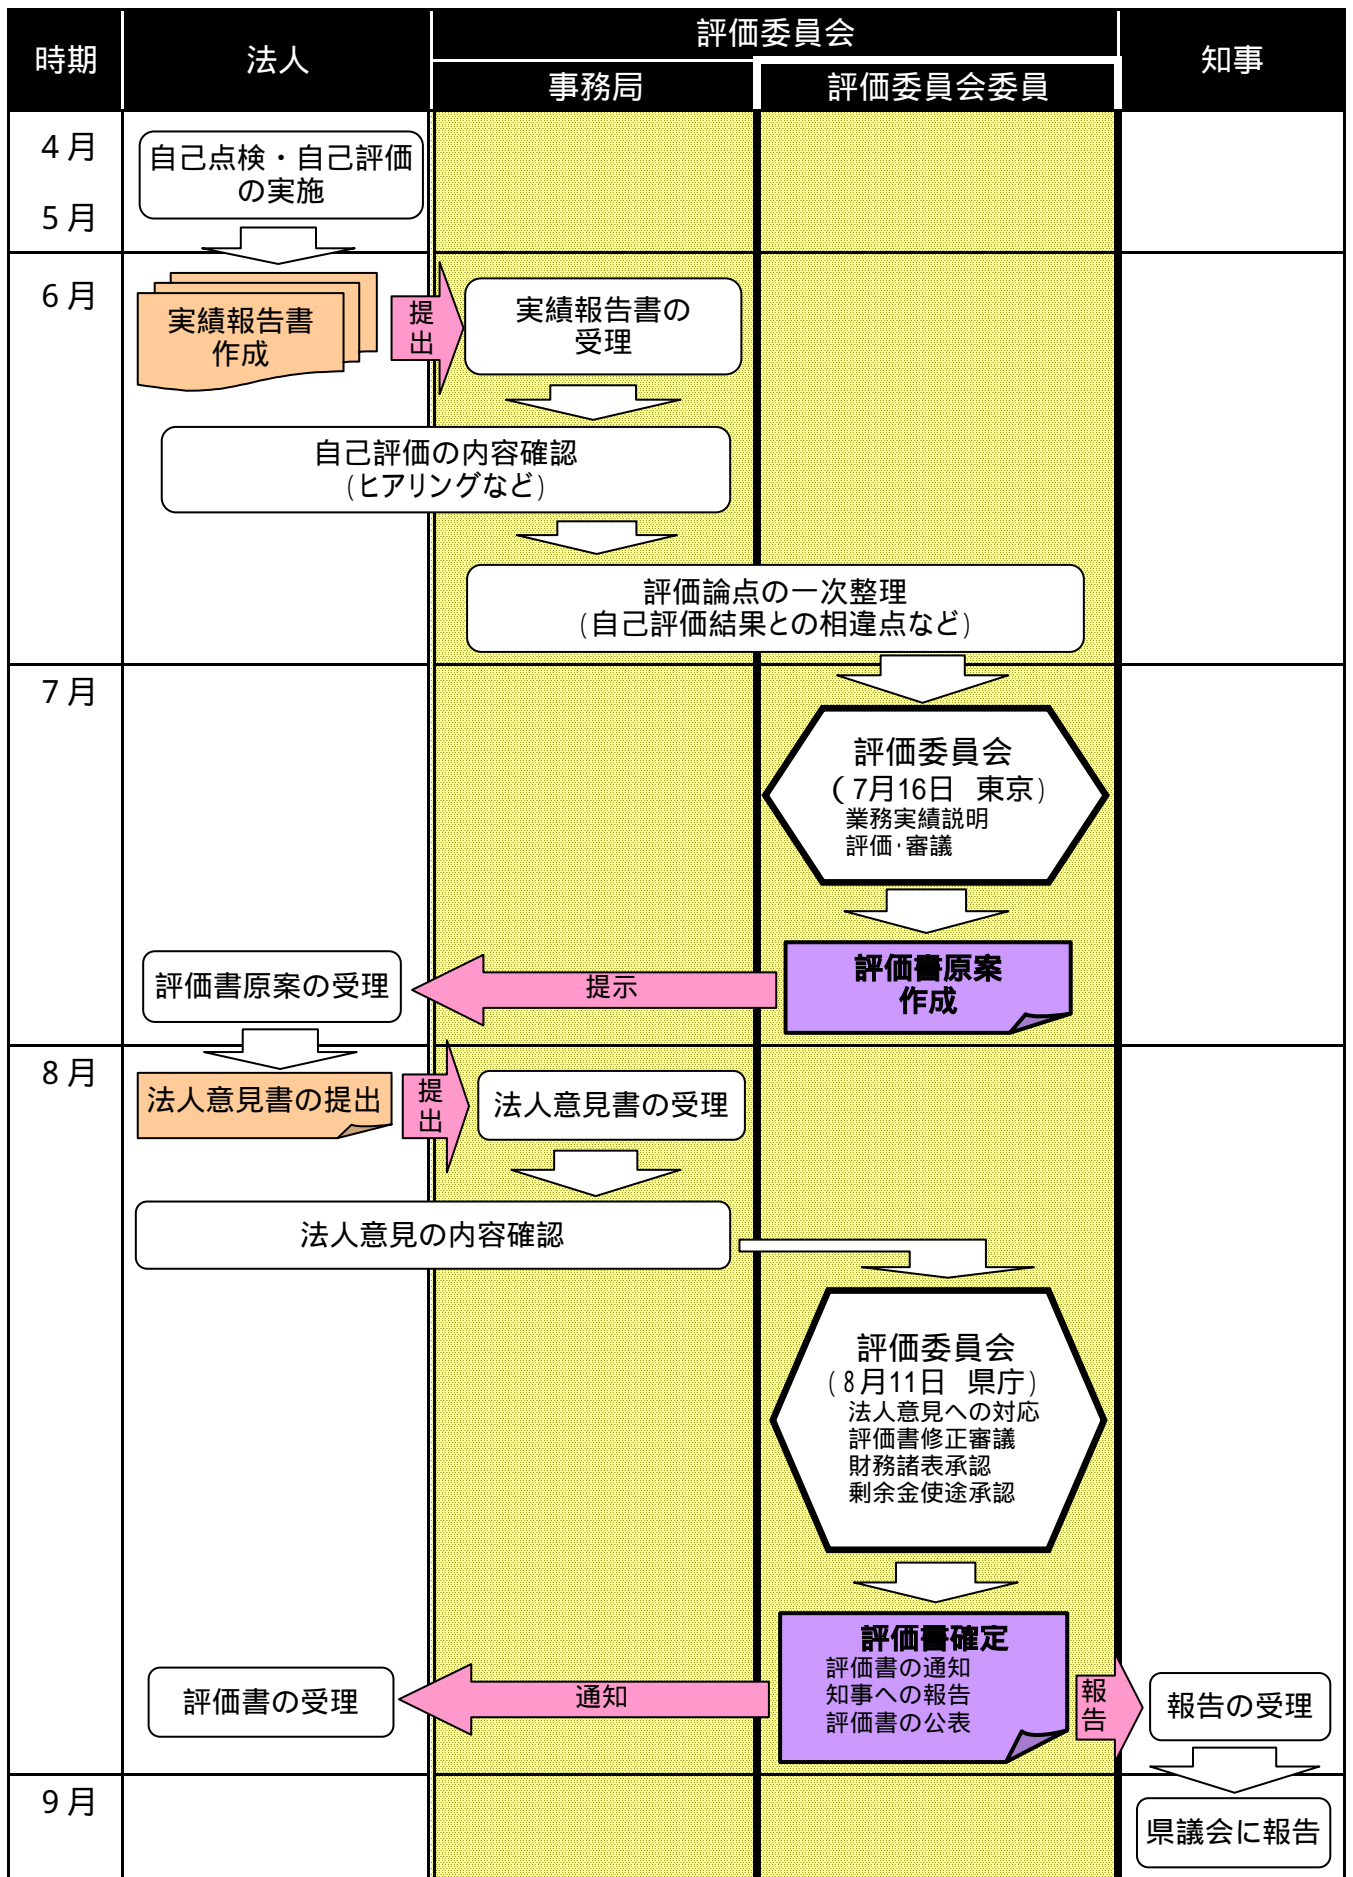 時期
法人
評価委員会
知事
事務局
評価委員会委員
4月
自己点検・自己評価
の実施
5月
6月
実績報告書
作成
提
出
実績報告書の
受理
自己評価の内容確認
(ヒアリングなど)
評価論点の一次整理
(自己評価結果との相違点など)
7月
評価委員会
(7月16日 東京)
業務実績説明
評価・審議
評価書原案の受理
提示
評価書原案
作成
8月
法人意見書の提出
提
出
法人意見書の受理
法人意見の内容確認
評価委員会
(8月11日 県庁)
法人意見への対応
評価書修正審議
財務諸表承認
剰余金使途承認
評価書の受理
通知
評価書確定
評価書の通知
知事への報告
評価書の公表
報
告
報告の受理
9月
県議会に報告